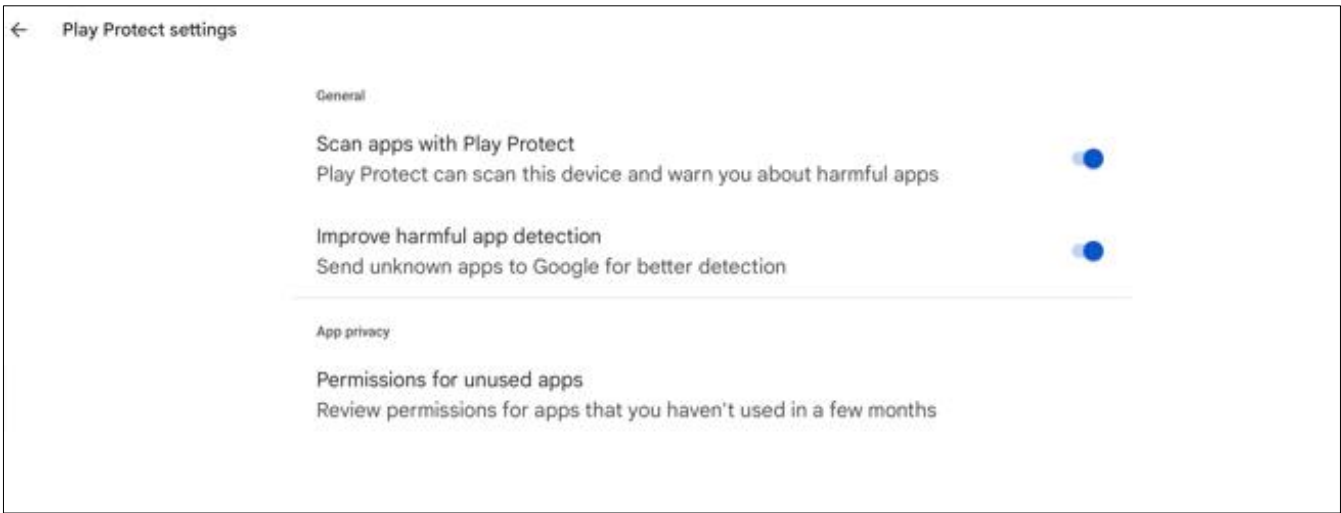 Play Protect settings
General
Scan apps with Play Protect
Play Protect can scan this device and warn you about harmful apps
Improve harmful app detection
Send unknown apps to Google for better detection
App privacy
Permissions for unused apps
Review permissions for apps that you haven't used in a few months